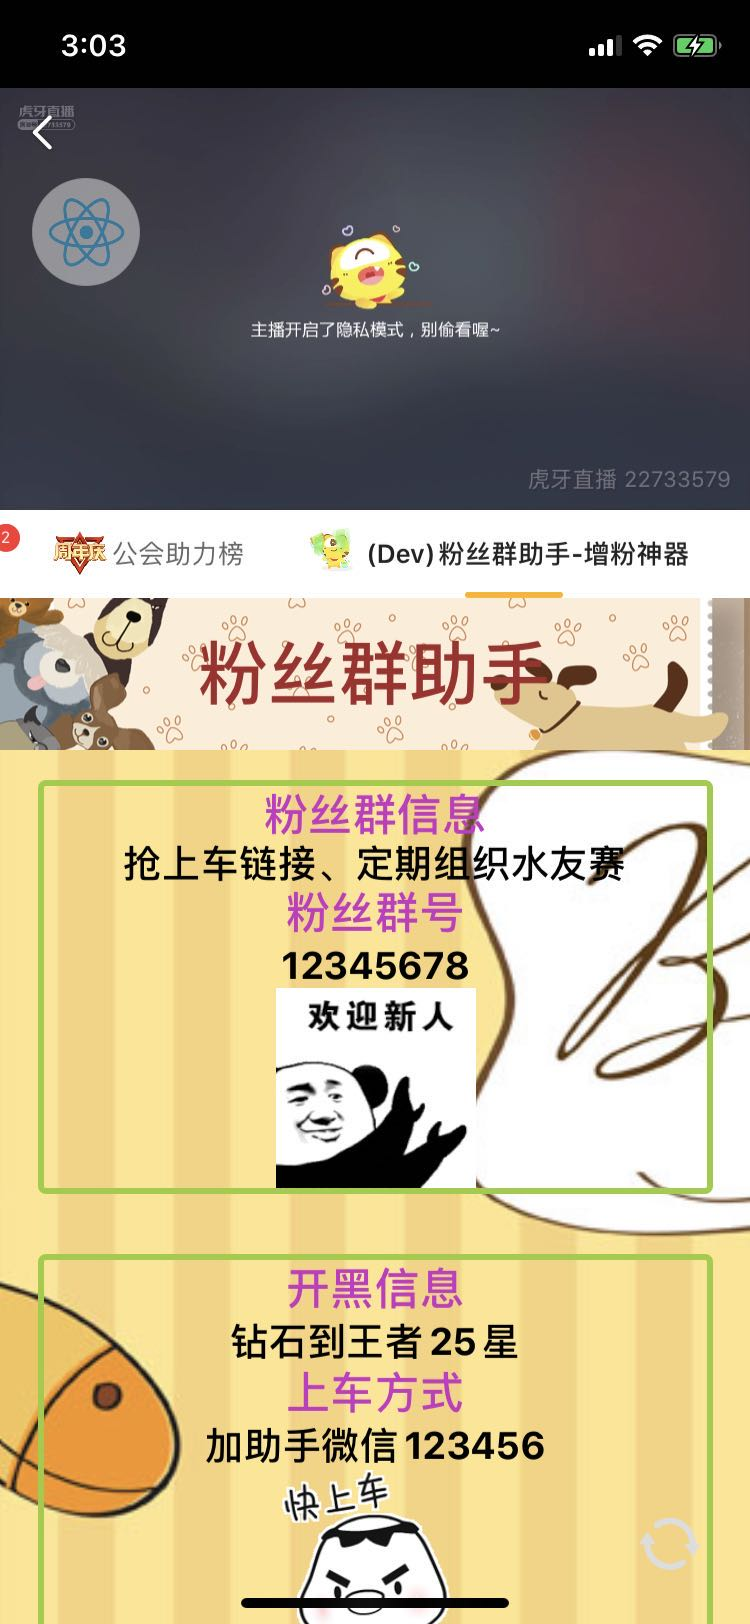 3:03
虎牙直播
主播开启了隐私模式，别偷看喔~
虎牙直播 22733579
2
周年庆
公会助力榜
(Dev)粉丝群助手-增粉神器
粉丝群助手
粉丝群信息
抢上车链接、定期组织水友赛
粉丝群号
12345678
欢迎新人
开黑信息
钻石到王者25星
上车方式
加助手微信123456
快上车